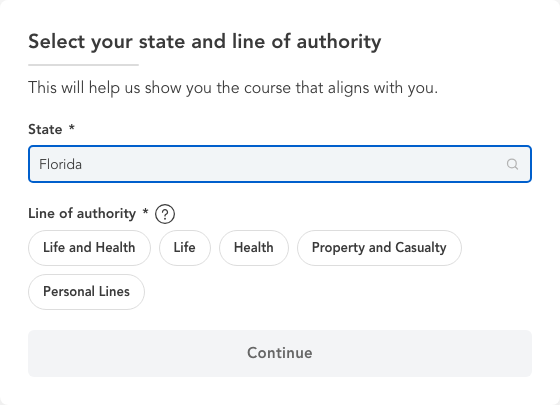 Select your state and line of authority
This will help us show you the course that aligns with you.
State *
Florida
Line of authority * ?
Life and Health Life Health Property and Casualty
Personal Lines
Continue